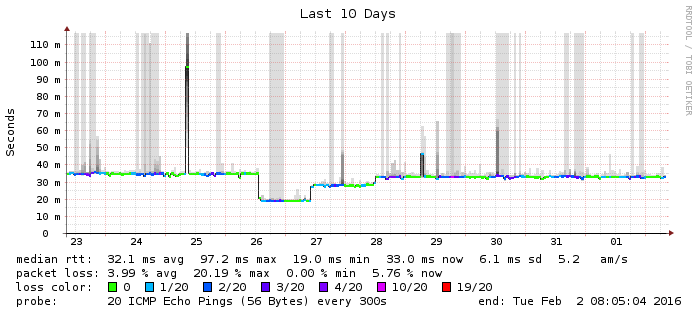 Last 10 Days
RRDTOOL / TOBI OETIKER
Seconds
110 m
100 m
90 m
80 m
70 m
60 m
50 m
40 m
30 m
20 m
10 m
0
23 24 25 26 27 28 29 30 31 01
median rtt: 32.1 ms avg 97.2 ms max 19.0 ms min 33.0 ms now 6.1 ms sd 5.2 am/s
packet loss: 3.99 % avg 20.19 % max 0.00 % min 5.76 % now
loss color: 0 1/20 2/20 3/20 4/20 10/20 19/20
probe: 20 ICMP Echo Pings (56 Bytes) every 300s end: Tue Feb 2 08:05:04 2016